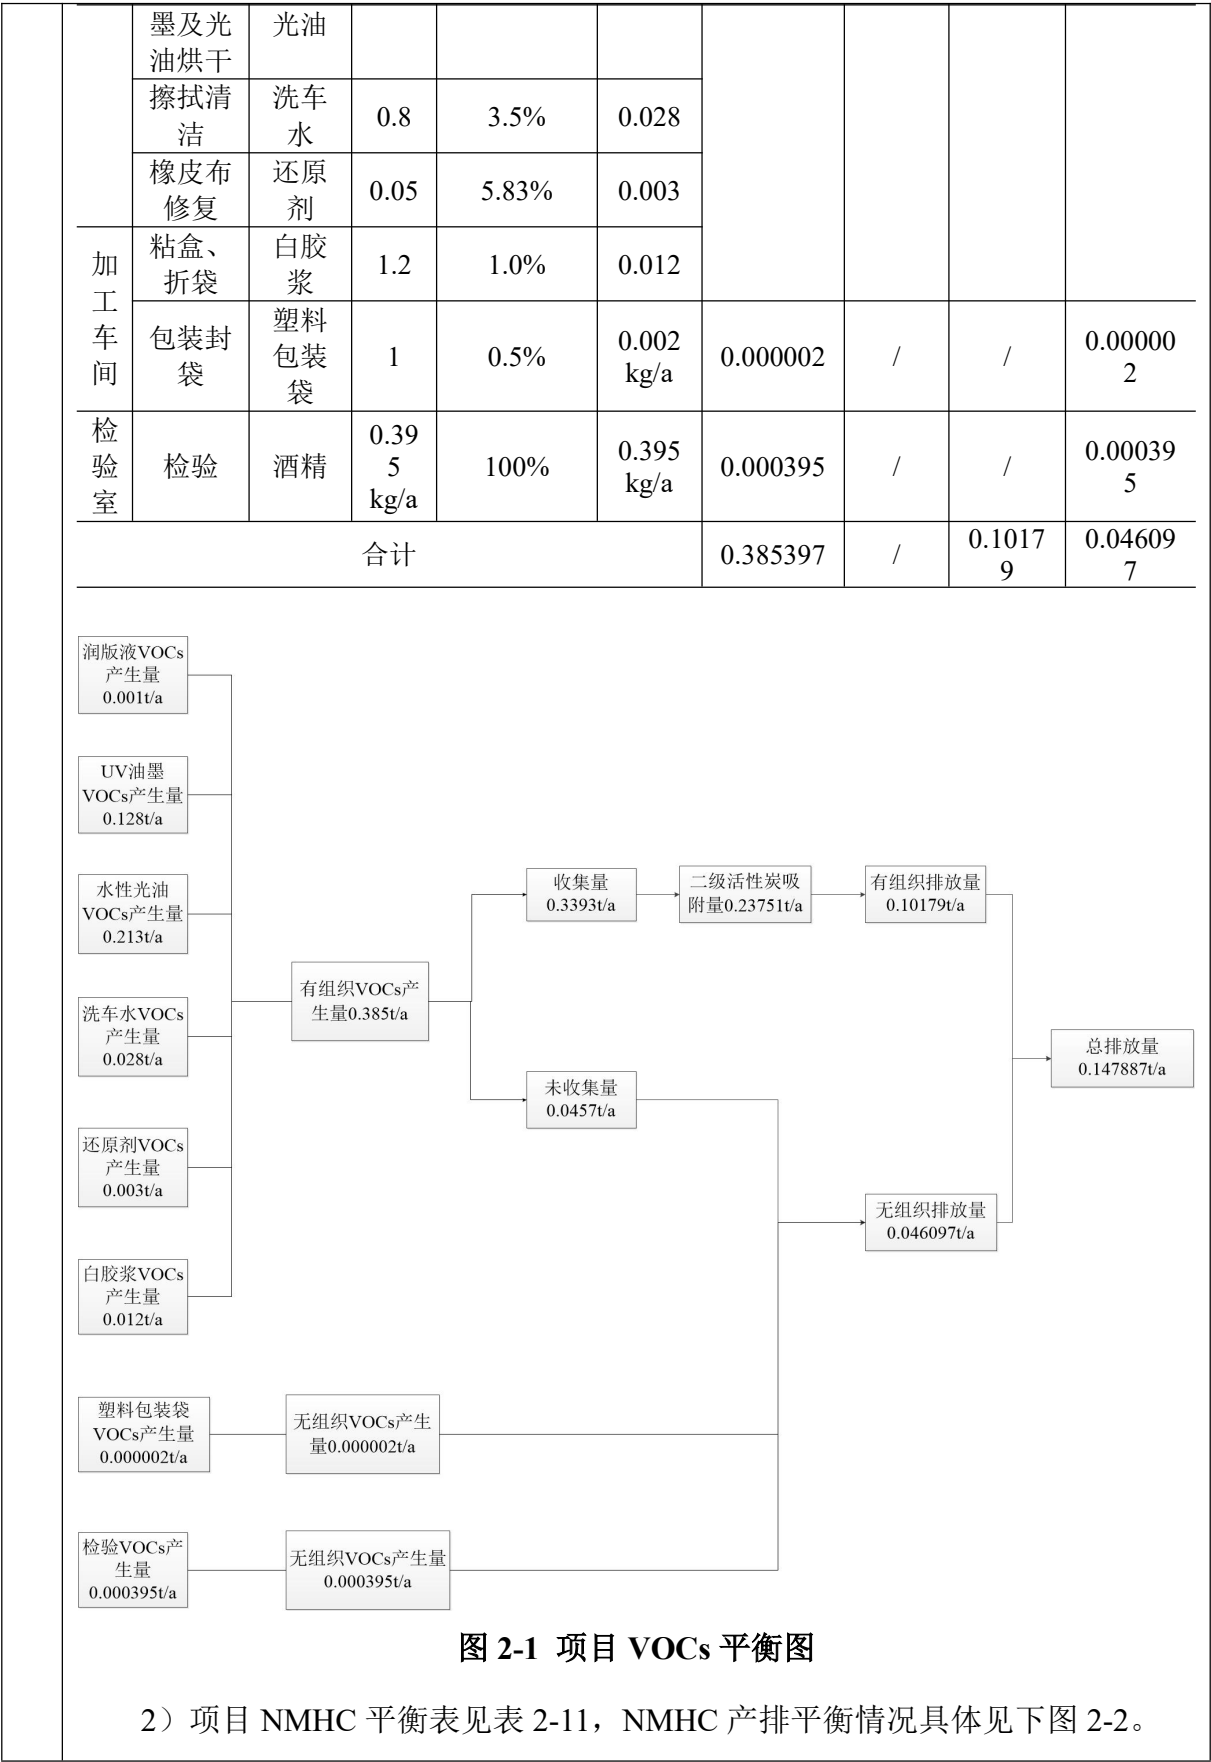 墨及光
油烘干
光油
擦拭清
洁
洗车
水
0.8
3.5%
0.028
橡皮布
修复
还原
剂
0.05
5.83%
0.003
加
工
车
间
粘盒、
折袋
白胶
浆
1.2
1.0%
0.012
包装封
袋
塑料
包装
袋
1
0.5%
0.002
kg/a
0.000002
/
/
0.00000
2
检
验
室
检验
酒精
0.39
5
kg/a
100%
0.395
kg/a
0.000395
/
/
0.00039
5
合计
0.385397
/
0.1017
9
0.04609
7
润版液VOCs
产生量
0.001t/a
UV油墨
VOCs产生量
0.128t/a
水性光油
VOCs产生量
0.213t/a
洗车水VOCs
产生量
0.028t/a
还原剂VOCs
产生量
0.003t/a
白胶浆VOCs
产生量
0.012t/a
塑料包装袋
VOCs产生量
0.000002t/a
检验VOCs产
生量
0.000395t/a
有组织VOCs产
生量0.385t/a
无组织VOCs产生
量0.000002t/a
无组织VOCs产生量
0.000395t/a
收集量
0.3393t/a
未收集量
0.0457t/a
二级活性炭吸
附量0.23751t/a
有组织排放量
0.10179t/a
无组织排放量
0.046097t/a
总排放量
0.147887t/a
图 2-1 项目 VOCs 平衡图
2）项目 NMHC 平衡表见表 2-11，NMHC 产排平衡情况具体见下图 2-2。